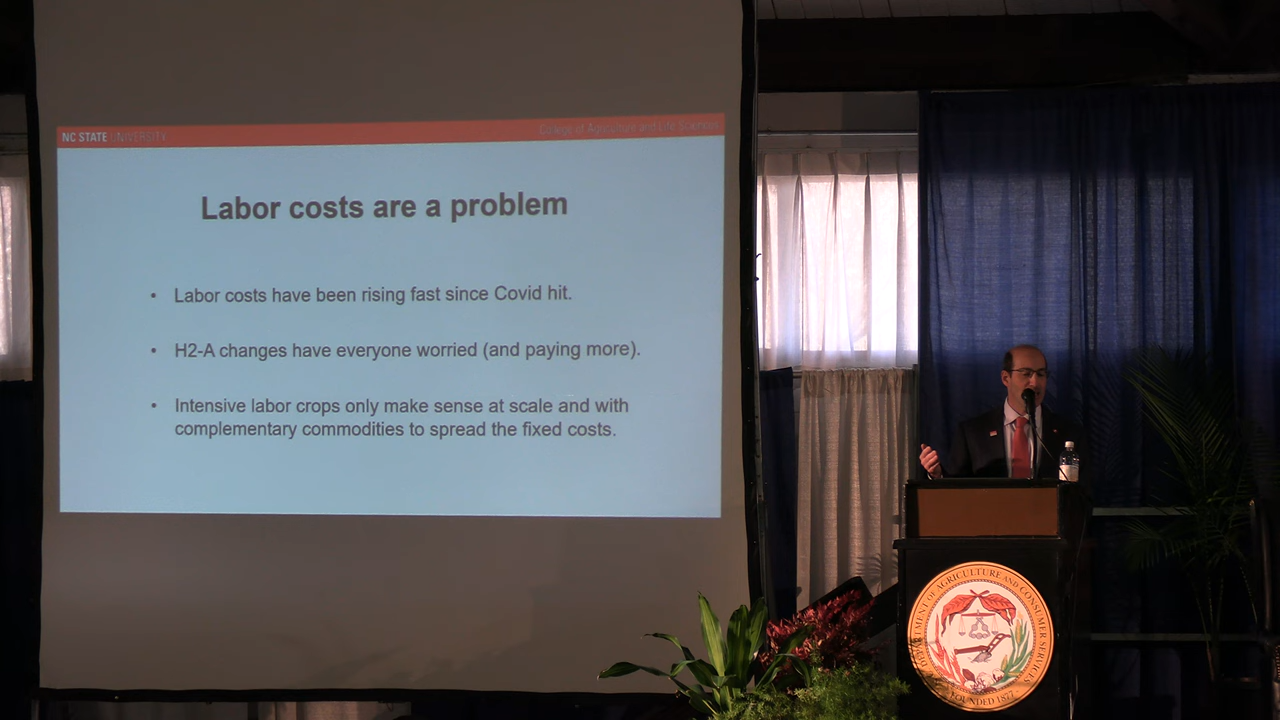 NC STATE UNIVERSITY
College of Agriculture and Life Sciences
Labor costs are a problem
• Labor costs have been rising fast since Covid hit.
• H2-A changes have everyone worried (and paying more).
• Intensive labor crops only make sense at scale and with
complementary commodities to spread the fixed costs.
DEPARTMENT OF AGRICULTURE AND CONSUMER SERVICES
FOUNDED 1877